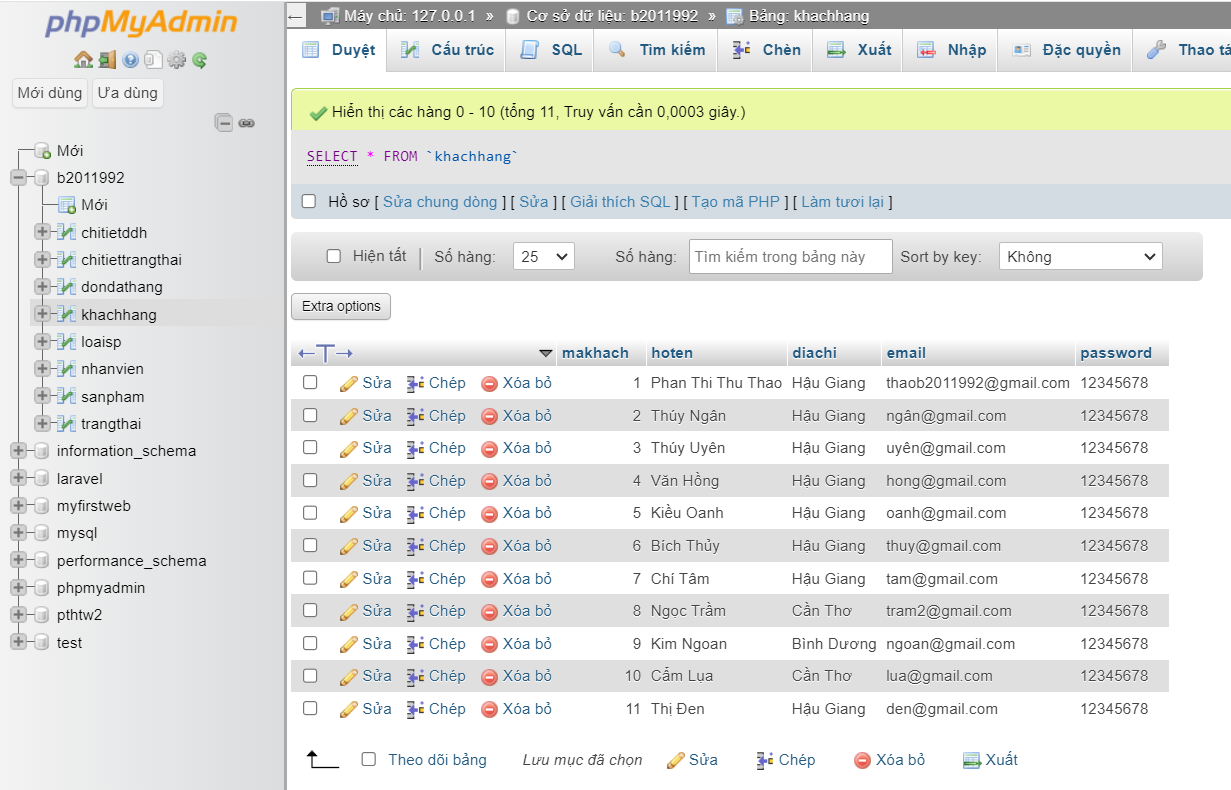 phpMyAdmin
Mới dùng Ưa dùng
Mới
b2011992
Mới
chitietddh
chitiettrangthai
dondathang
khachhang
loaisp
nhanvien
sanpham
trangthai
information_schema
laravel
myfirstweb
mysql
performance_schema
phpmyadmin
pthtw2
test
Máy chủ: 127.0.0.1 » Cơ sở dữ liệu: b2011992 » Bảng: khachhang
Duyệt Cấu trúc SQL Tìm kiếm Chèn Xuất Nhập Đặc quyền Thao tá
Hiển thị các hàng 0 - 10 (tổng 11, Truy vấn cần 0,0003 giây.)
SELECT * FROM `khachhang`
Hồ sơ [ Sửa chung dòng ] [ Sửa ] [ Giải thích SQL ] [ Tạo mã PHP ] [ Làm tươi lại ]
Hiện tất Số hàng: 25 Số hàng: Tìm kiếm trong bảng này Sort by key: Không
Extra options
←T→ makhach hoten diachi email password
Sửa Chép Xóa bỏ 1 Phan Thi Thu Thao Hậu Giang thaob2011992@gmail.com 12345678
Sửa Chép Xóa bỏ 2 Thúy Ngân Hậu Giang ngân@gmail.com 12345678
Sửa Chép Xóa bỏ 3 Thúy Uyên Hậu Giang uyên@gmail.com 12345678
Sửa Chép Xóa bỏ 4 Văn Hồng Hậu Giang hong@gmail.com 12345678
Sửa Chép Xóa bỏ 5 Kiều Oanh Hậu Giang oanh@gmail.com 12345678
Sửa Chép Xóa bỏ 6 Bích Thủy Hậu Giang thuy@gmail.com 12345678
Sửa Chép Xóa bỏ 7 Chí Tâm Hậu Giang tam@gmail.com 12345678
Sửa Chép Xóa bỏ 8 Ngọc Trầm Cần Thơ tram2@gmail.com 12345678
Sửa Chép Xóa bỏ 9 Kim Ngoan Bình Dương ngoan@gmail.com 12345678
Sửa Chép Xóa bỏ 10 Cẩm Lụa Cần Thơ lua@gmail.com 12345678
Sửa Chép Xóa bỏ 11 Thị Đen Hậu Giang den@gmail.com 12345678
Theo dõi bảng Lưu mục đã chọn Sửa Chép Xóa bỏ Xuất